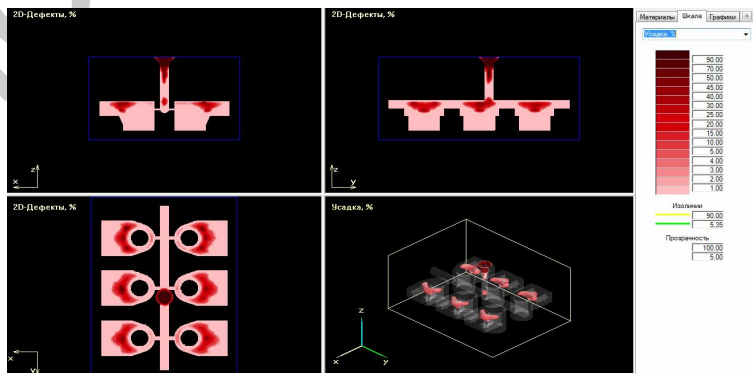 2D-Дефекты, %
z
x
2D-Дефекты, %
z
y
2D-Дефекты, %
x
y
Усадка, %
z
x
y
Материалы Шкала Графики
Усадка, %
90.00
70.00
50.00
45.00
40.00
30.00
25.00
20.00
15.00
10.00
5.00
4.00
3.00
2.00
1.00
Изолинии
90.00
5.35
Прозрачность
100.00
5.00